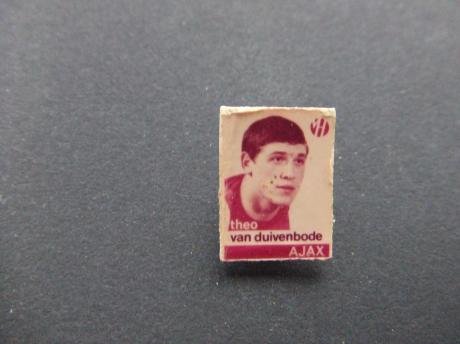 theo
van duivenbode
AJAX